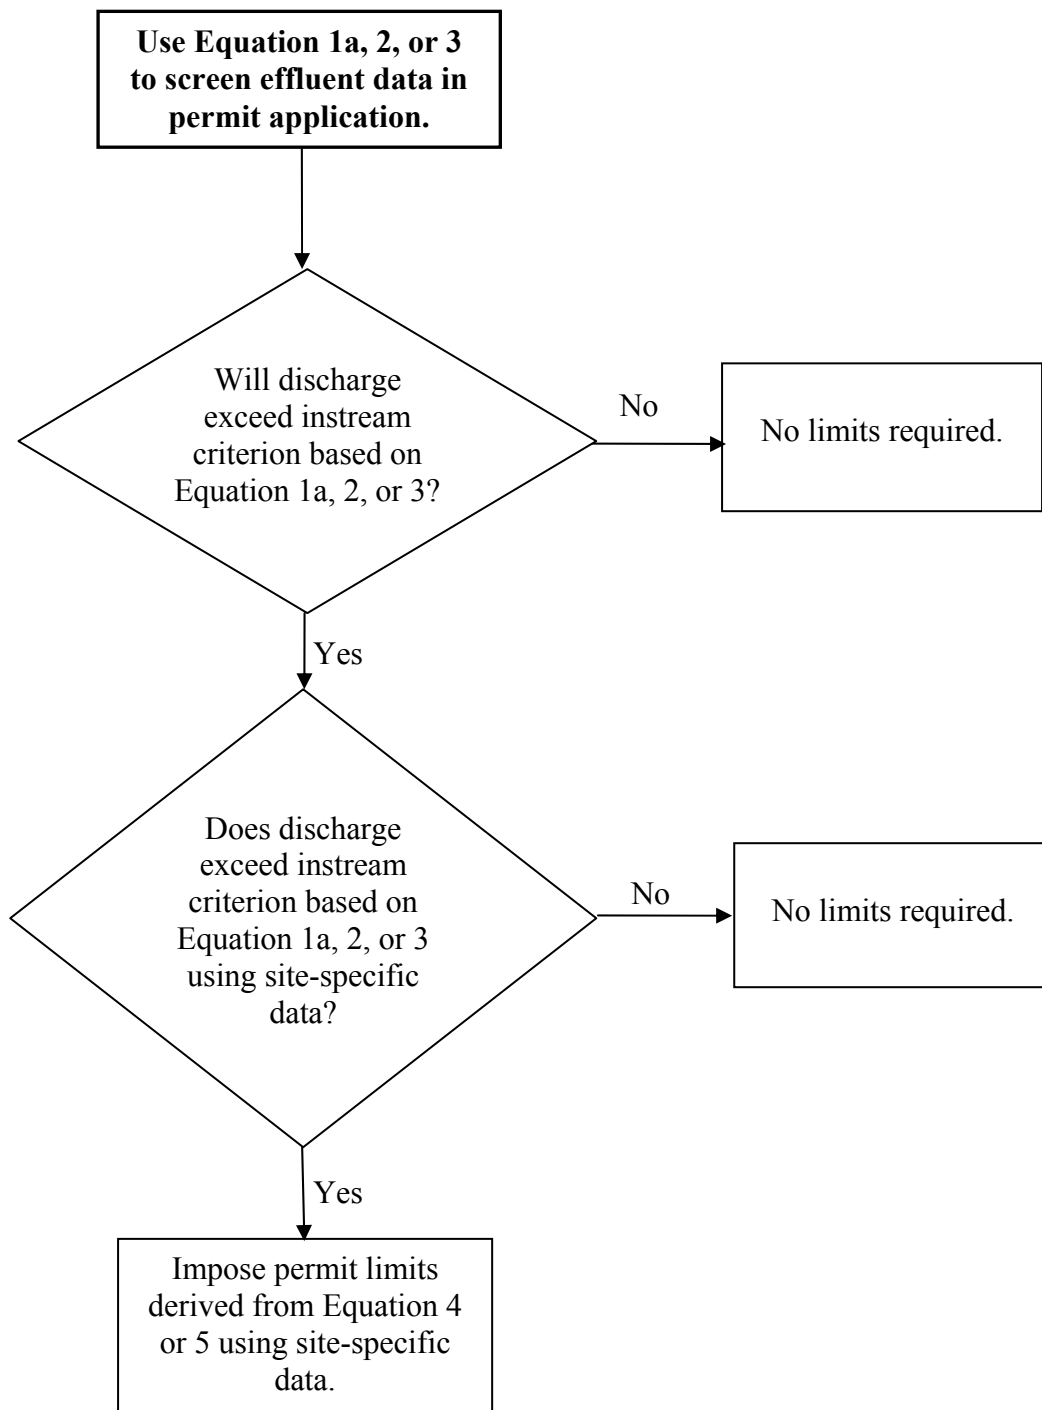 Use Equation 1a, 2, or 3
to screen effluent data in
permit application.
Will discharge
exceed instream
criterion based on
Equation 1a, 2, or 3?
No
No limits required.
Yes
Does discharge
exceed instream
criterion based on
Equation 1a, 2, or 3
using site-specific
data?
No
No limits required.
Yes
Impose permit limits
derived from Equation 4
or 5 using site-specific
data.